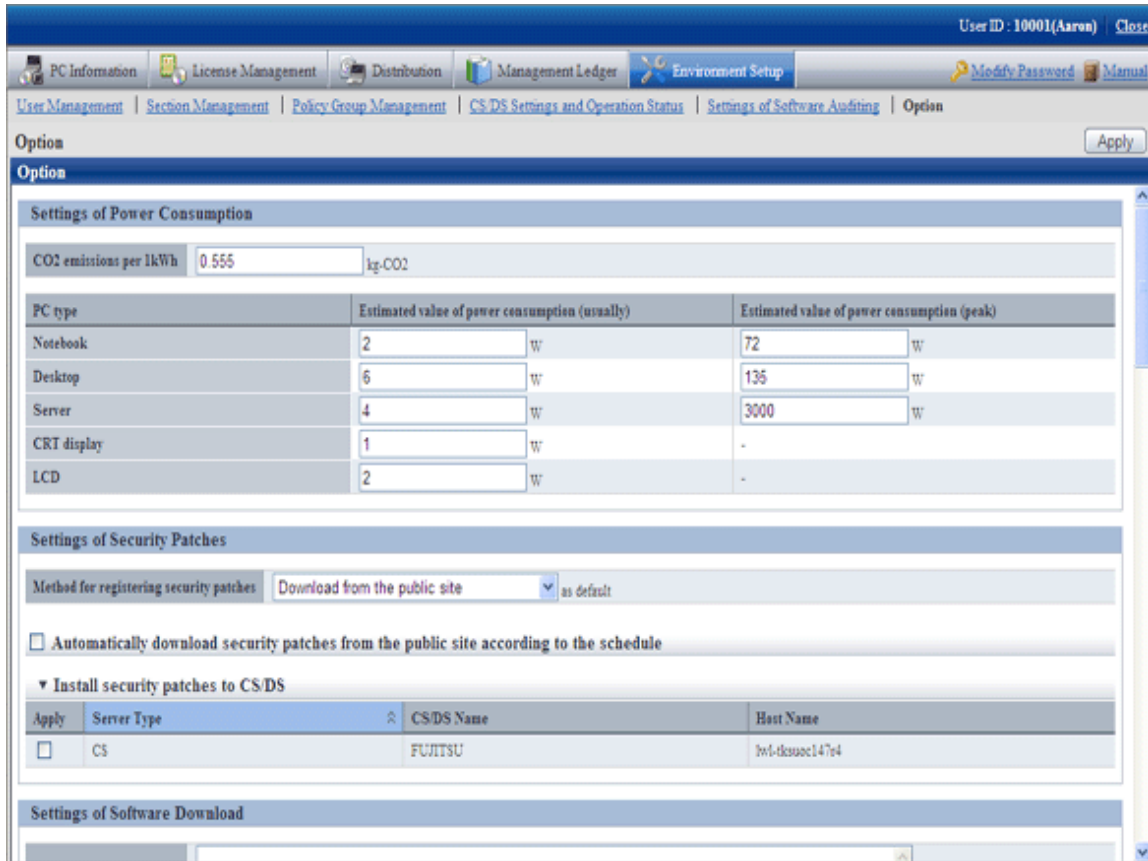 User ID : 10001(Aaron) Close
PC Information License Management Distribution Management Ledger Environment Setup Modify Password Manual
User Management | Section Management | Policy Group Management | CS/DS Settings and Operation Status | Settings of Software Auditing | Option
Option Apply
Option
Settings of Power Consumption
CO2 emissions per 1kWh 0.555 kg-CO2
PC type Estimated value of power consumption (usually) Estimated value of power consumption (peak)
Notebook 2 W 72 W
Desktop 6 W 135 W
Server 4 W 3000 W
CRT display 1 W -
LCD 2 W -
Settings of Security Patches
Method for registering security patches Download from the public site as default
Automatically download security patches from the public site according to the schedule
▼ Install security patches to CS/DS
Apply Server Type CS/DS Name Host Name
CS FUJITSU
Settings of Software Download